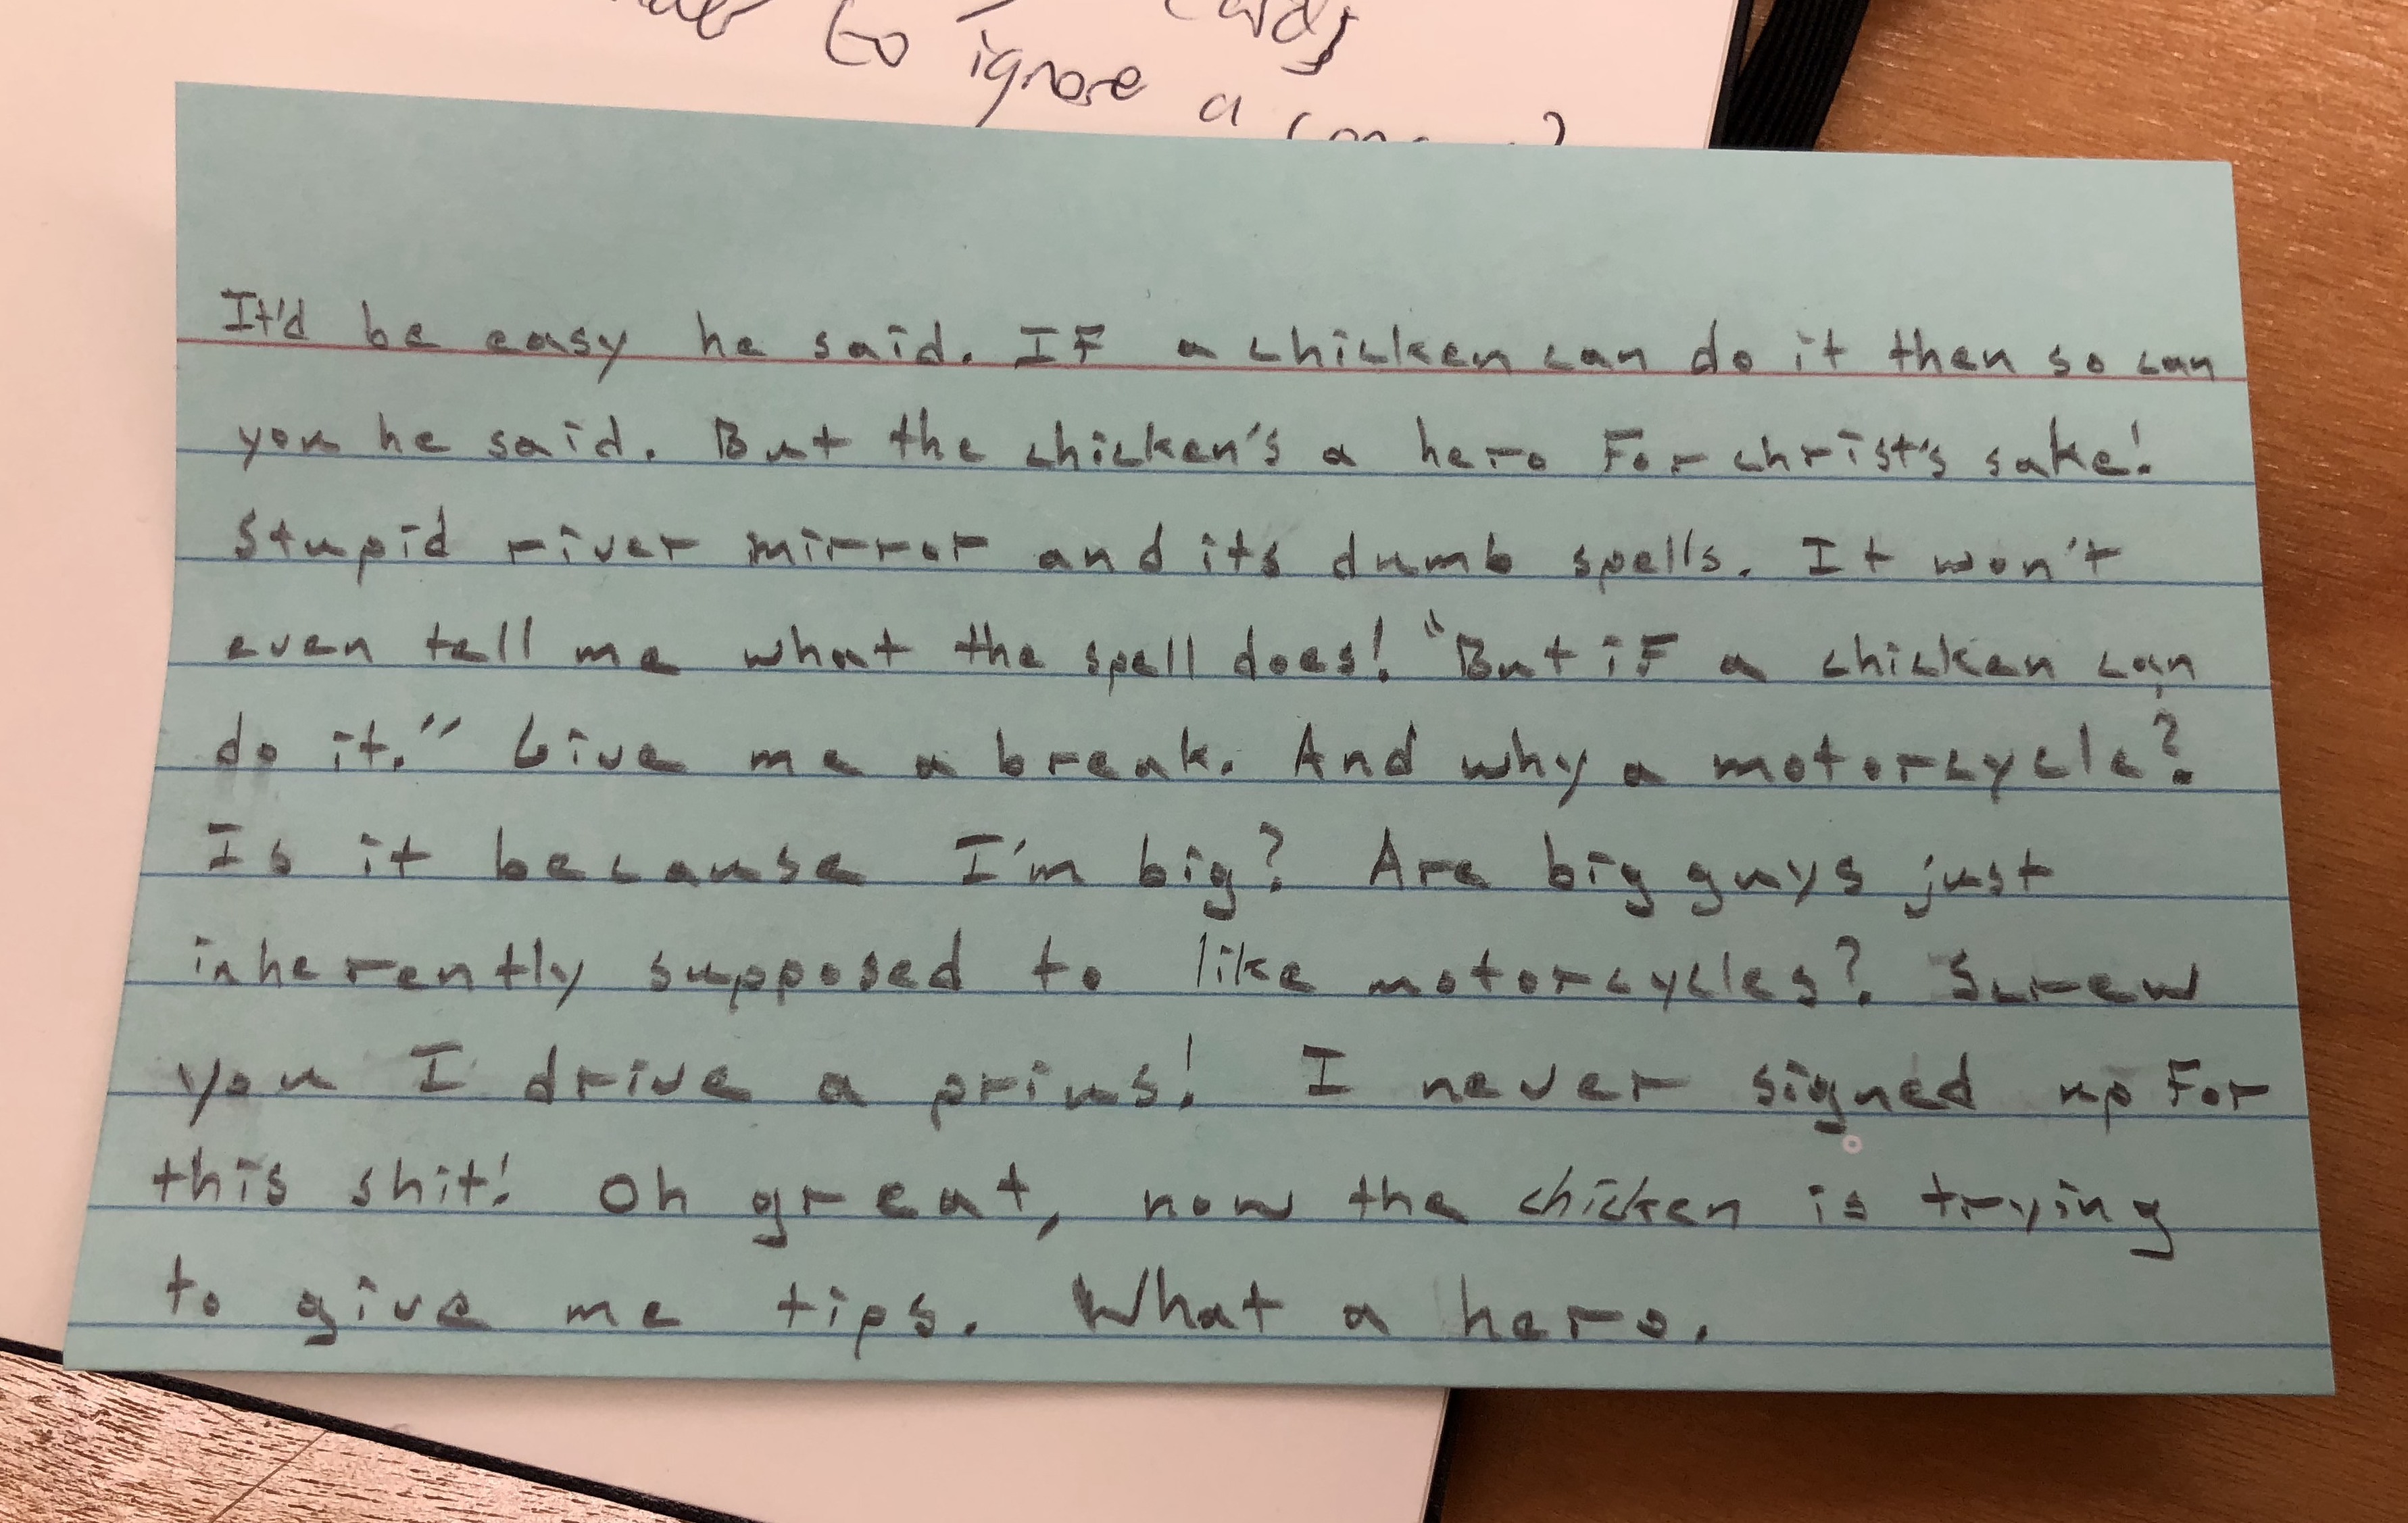 to ignore a
It'd be easy he said. IF a chicken can do it then so can
you he said. But the chicken's a hero For christ's sake!
Stupid river mirror and its dumb spells. It won't
even tell me what the spell does! "But iF a chicken can
do it." Give me a break. And why a motorcycle?
Is it because I'm big? Are big guys just
inherently supposed to like motorcycles? Screw
you I drive a prius! I never signed up For
this shit! Oh great, now the chicken is trying
to give me tips. What a hero.